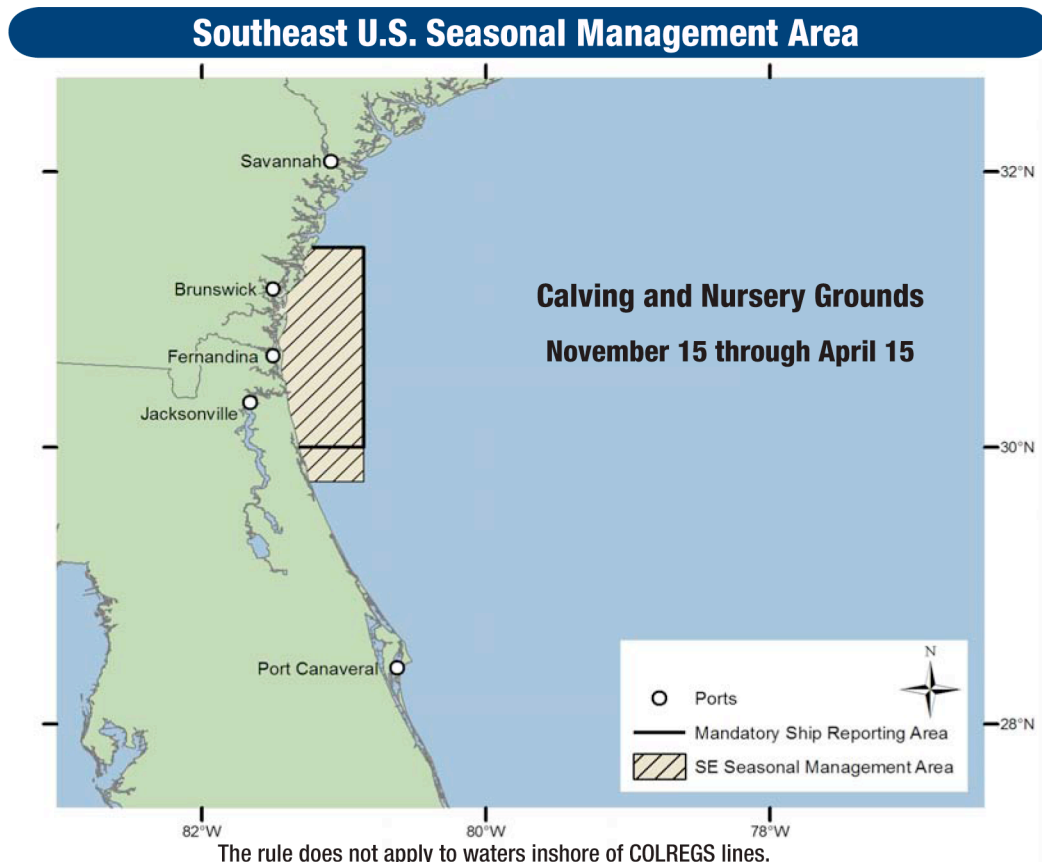 Southeast U.S. Seasonal Management Area
Savannah
32°N
Brunswick
Calving and Nursery Grounds
November 15 through April 15
Fernandina
Jacksonville
30°N
Port Canaveral
N
Ports
Mandatory Ship Reporting Area
SE Seasonal Management Area
28°N
82°W
80°W
78°W
The rule does not apply to waters inshore of COLREGS lines.